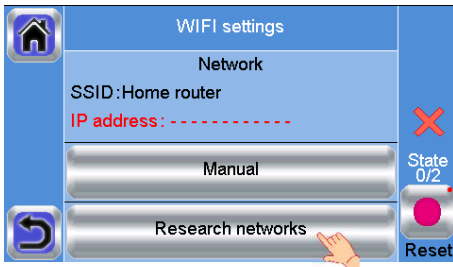 WIFI settings
Network
SSID:Home router
IP address: - - - - - - - - - - - -
Manual
State
0/2
Research networks
Reset